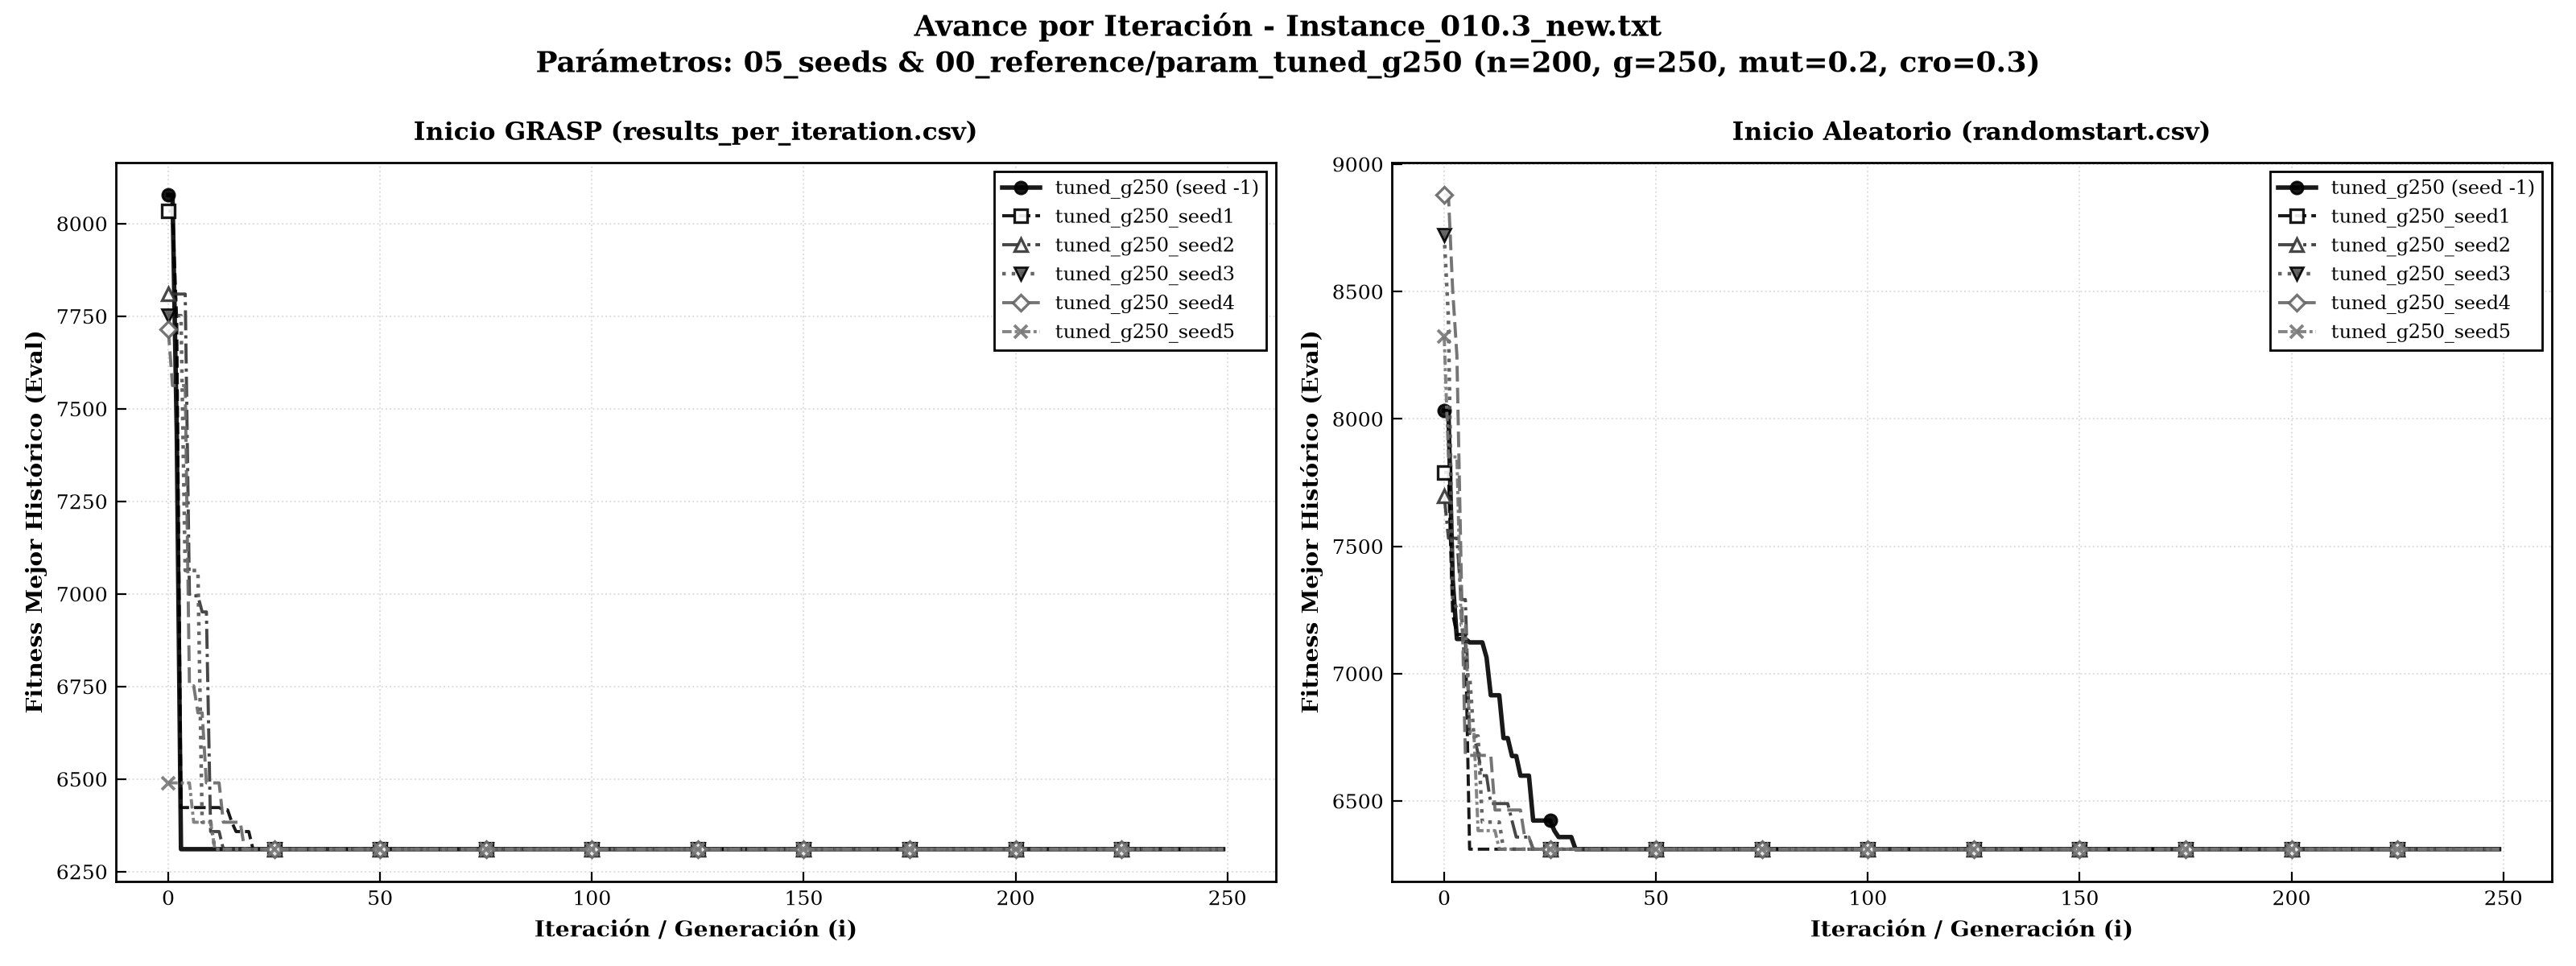 Avance por Iteración - Instance_010.3_new.txt
Parámetros: 05_seeds & 00_reference/param_tuned_g250 (n=200, g=250, mut=0.2, cro=0.3)
Inicio GRASP (results_per_iteration.csv)
Fitness Mejor Histórico (Eval)
8000
7750
7500
7250
7000
6750
6500
6250
tuned_g250 (seed -1)
tuned_g250_seed1
tuned_g250_seed2
tuned_g250_seed3
tuned_g250_seed4
tuned_g250_seed5
0 50 100 150 200 250
Iteración / Generación (i)
Inicio Aleatorio (randomstart.csv)
Fitness Mejor Histórico (Eval)
9000
8500
8000
7500
7000
6500
tuned_g250 (seed -1)
tuned_g250_seed1
tuned_g250_seed2
tuned_g250_seed3
tuned_g250_seed4
tuned_g250_seed5
0 50 100 150 200 250
Iteración / Generación (i)